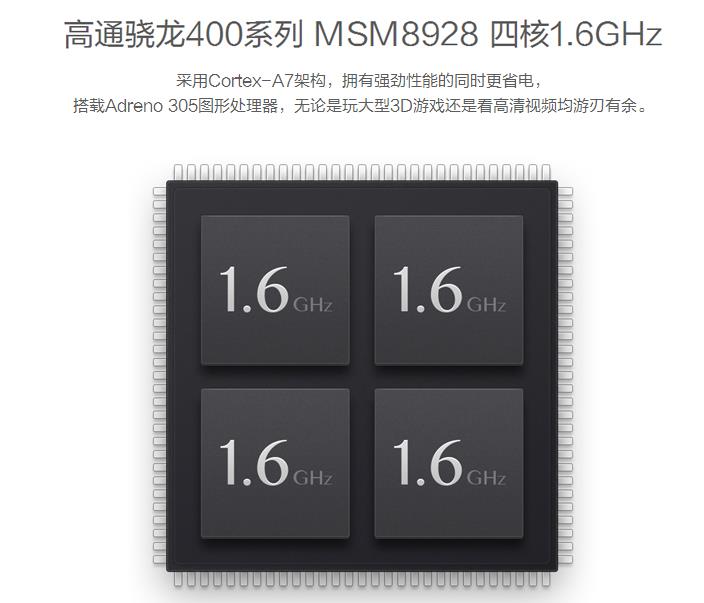 高通骁龙400系列 MSM8928 四核1.6GHz
采用Cortex-A7架构，拥有强劲性能的同时更省电，
搭载Adreno 305图形处理器，无论是玩大型3D游戏还是看高清视频均游刃有余。
1.6GHz 1.6GHz
1.6GHz 1.6GHz